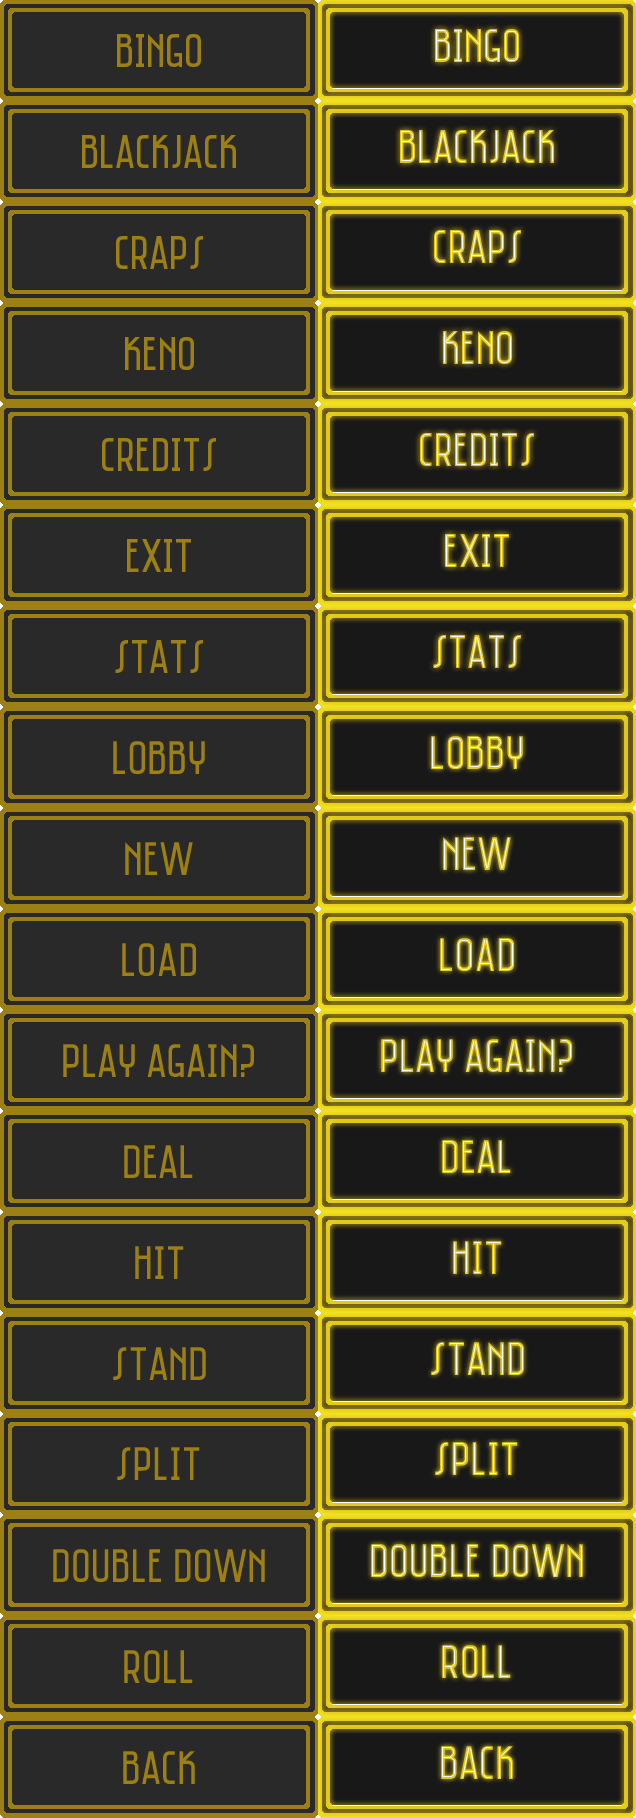 BINGO BINGO
BLACKJACK BLACKJACK
CRAPS CRAPS
KENO KENO
CREDITS CREDITS
EXIT EXIT
STATS STATS
LOBBY LOBBY
NEW NEW
LOAD LOAD
PLAY AGAIN? PLAY AGAIN?
DEAL DEAL
HIT HIT
STAND STAND
SPLIT SPLIT
DOUBLE DOWN DOUBLE DOWN
ROLL ROLL
BACK BACK